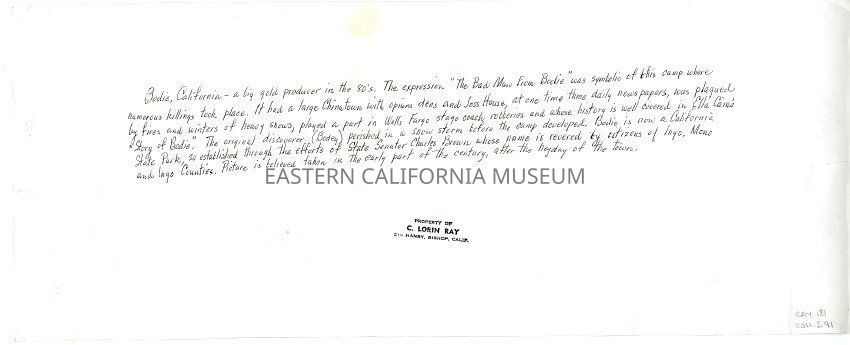 Bodie, California - a big gold producer in the 80's. The expression "The Bad Man From Bodie" was symbolic of this camp where
numerous killings took place. It had a large Chinatown with opium dens and Joss House, at one time three daily newspapers, was plagued
by fires and winters of heavy snows, played a part in Wells Fargo stage coach robberies and whose history is well covered in Ella Cain's
"Story of Bodie." The original discoverer (Bodey) perished in a snow storm before the camp developed. Bodie is now a California
State Park, so established through the efforts of State Senator Charles Brown whose name is revered by citizens of Inyo, Mono
and Inyo Counties. Picture is believed taken in the early part of the century, after the heyday of the town.
EASTERN CALIFORNIA MUSEUM
PROPERTY OF
C. LORIN RAY
HANBY, BISHOP, CALIF.
RAY-181
2011.3.91